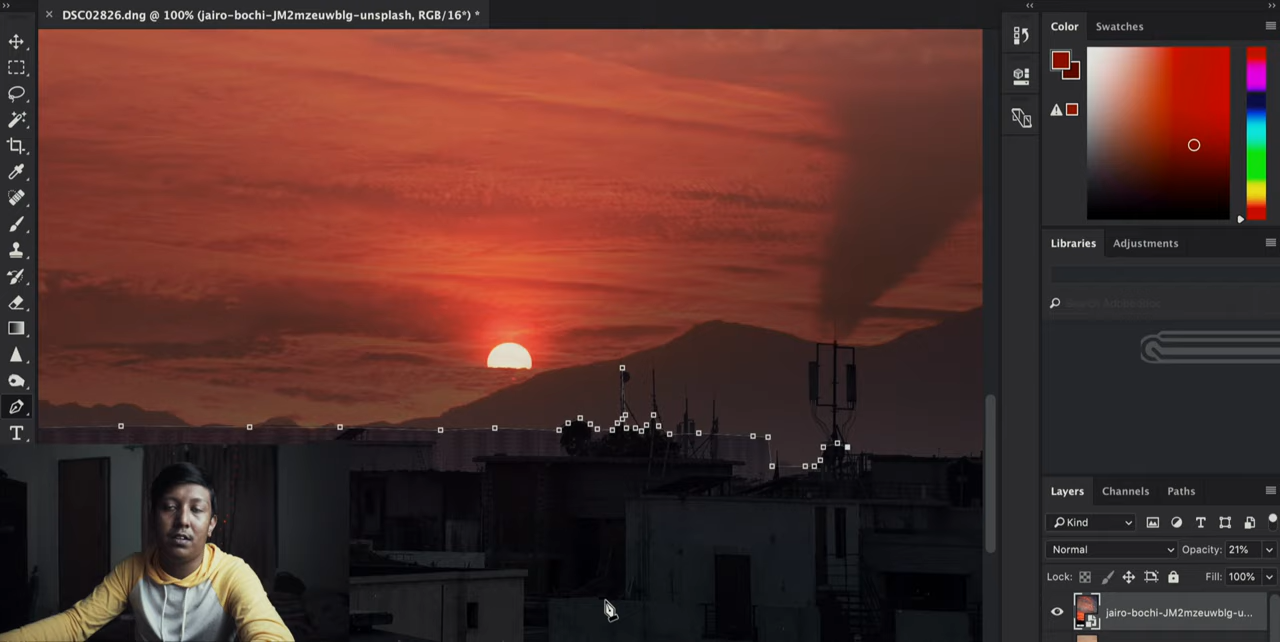 DSC02826.dng @ 100% (jairo-bochi-JM2mzeuwblg-unsplash, RGB/16*) *
Color
Swatches
Libraries
Adjustments
Layers
Channels
Paths
Kind
Normal
Opacity: 21%
Lock:
Fill: 100%
jairo-bochi-JM2mzeuwblg-u...